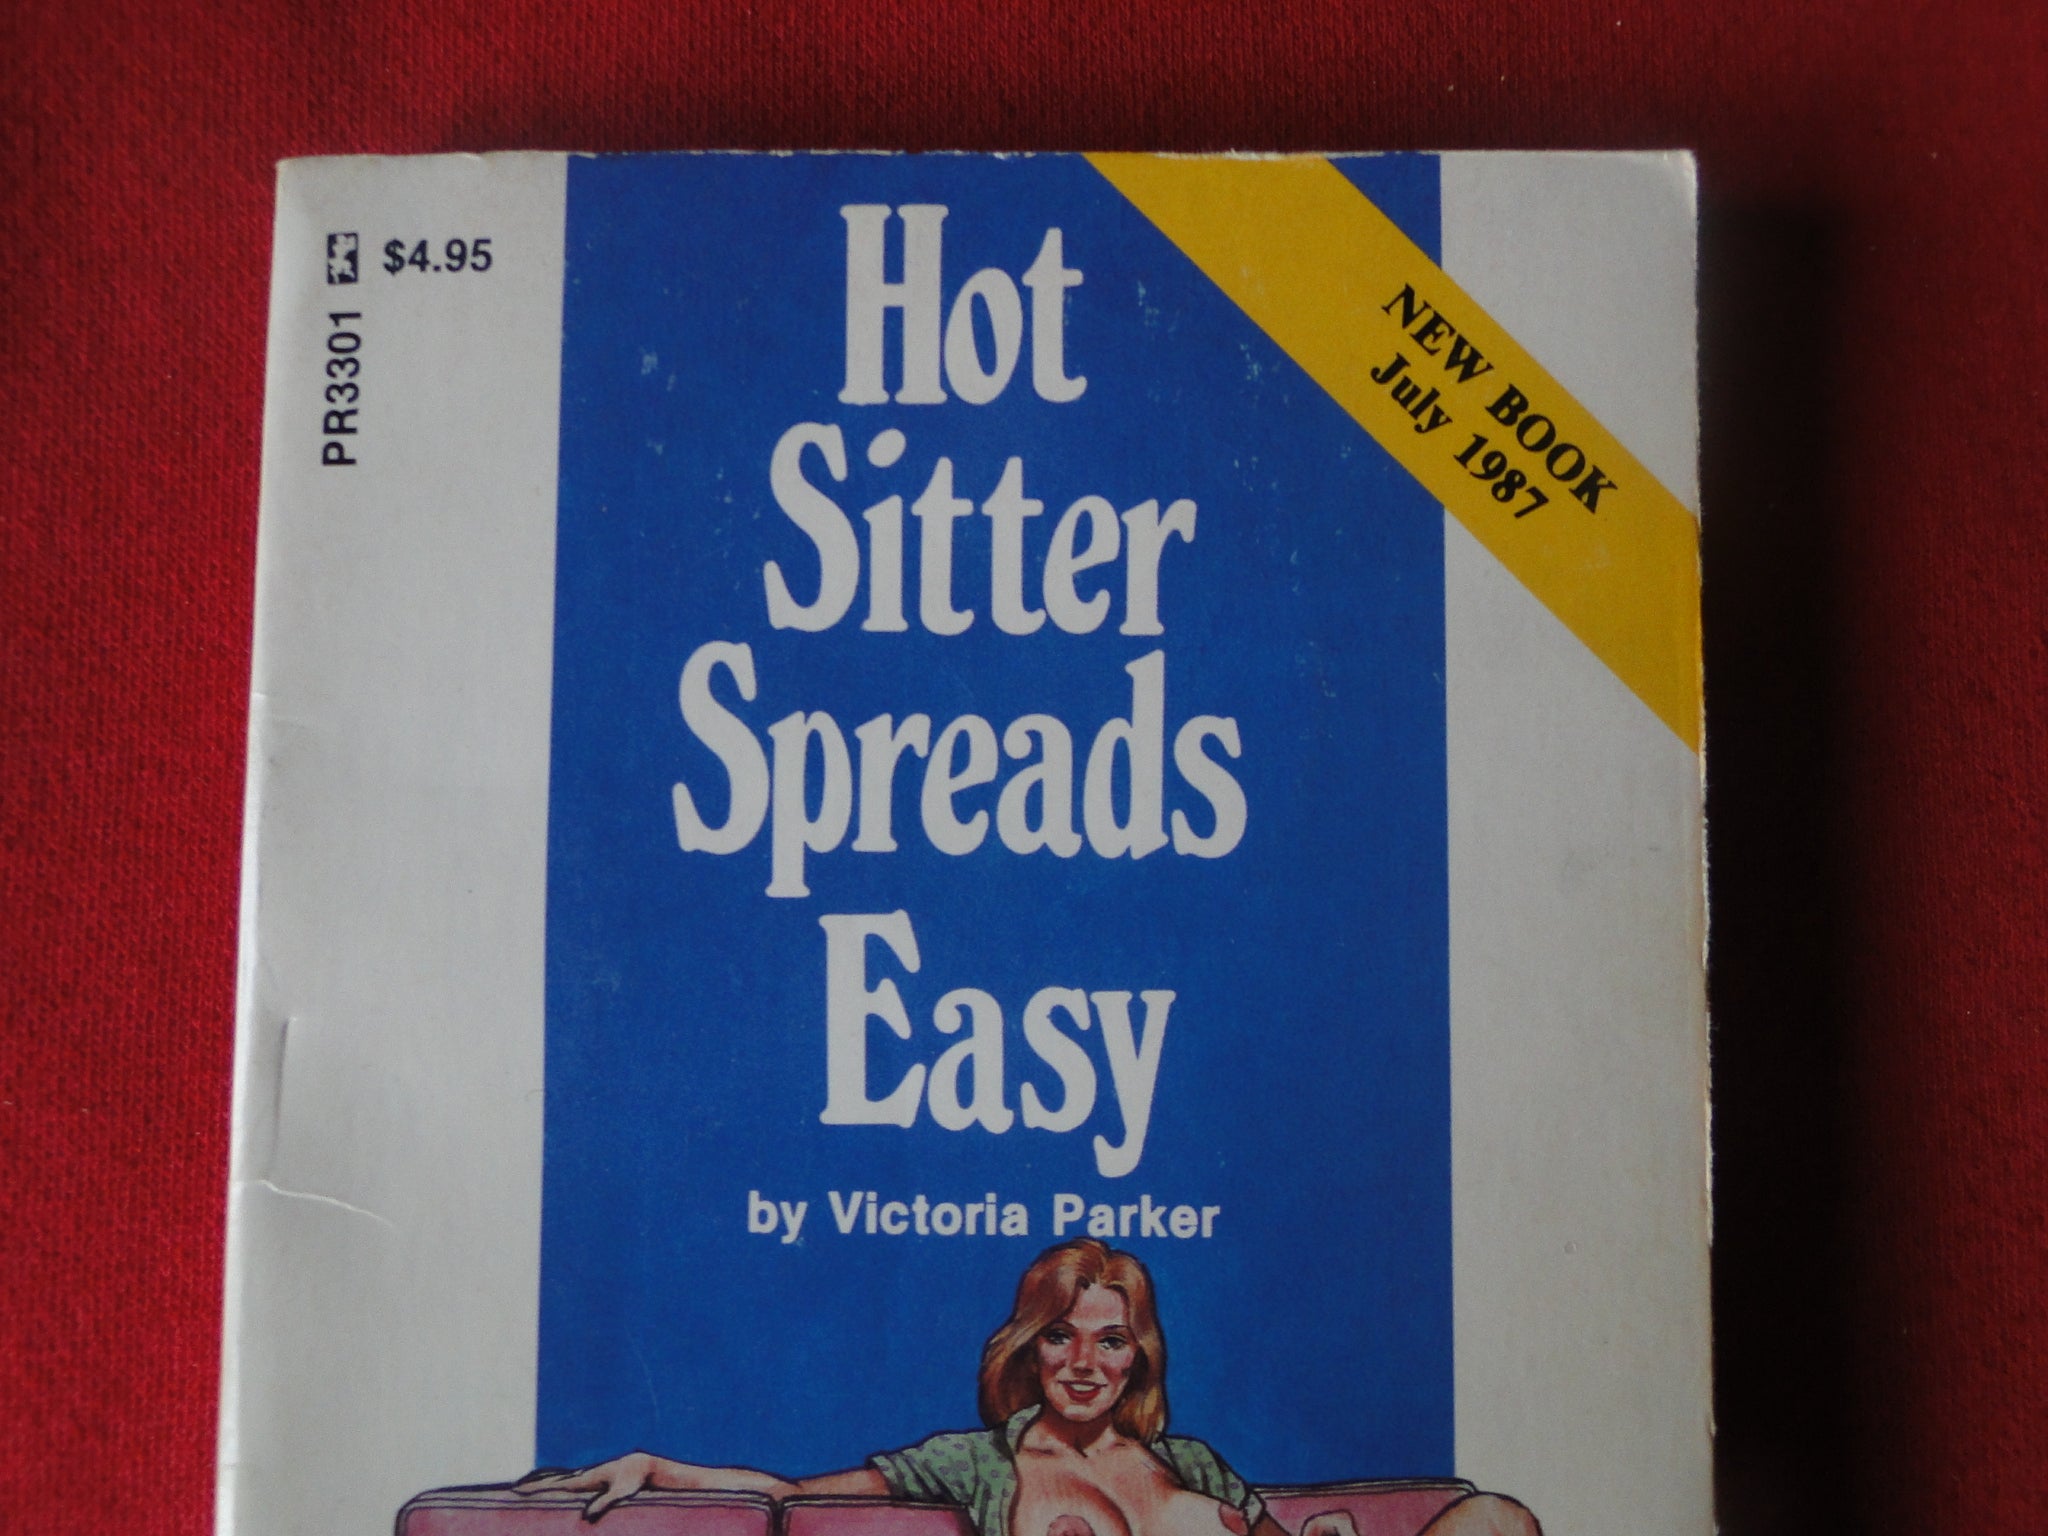 $4.95
PR3301
NEW BOOK
July 1987
Hot
Sitter
Spreads
Easy
by Victoria Parker